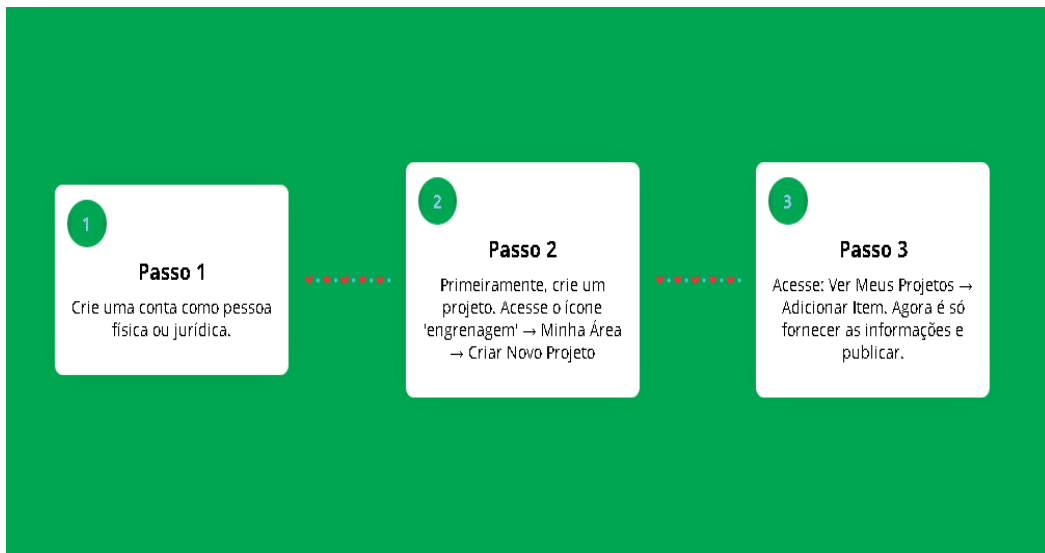 1
Passo 1
Crie uma conta como pessoa
física ou jurídica.
2
Passo 2
Primeiramente, crie um
projeto. Acesse o ícone
'engrenagem' → Minha Área
→ Criar Novo Projeto
3
Passo 3
Acesse: Ver Meus Projetos →
Adicionar Item. Agora é só
fornecer as informações e
publicar.